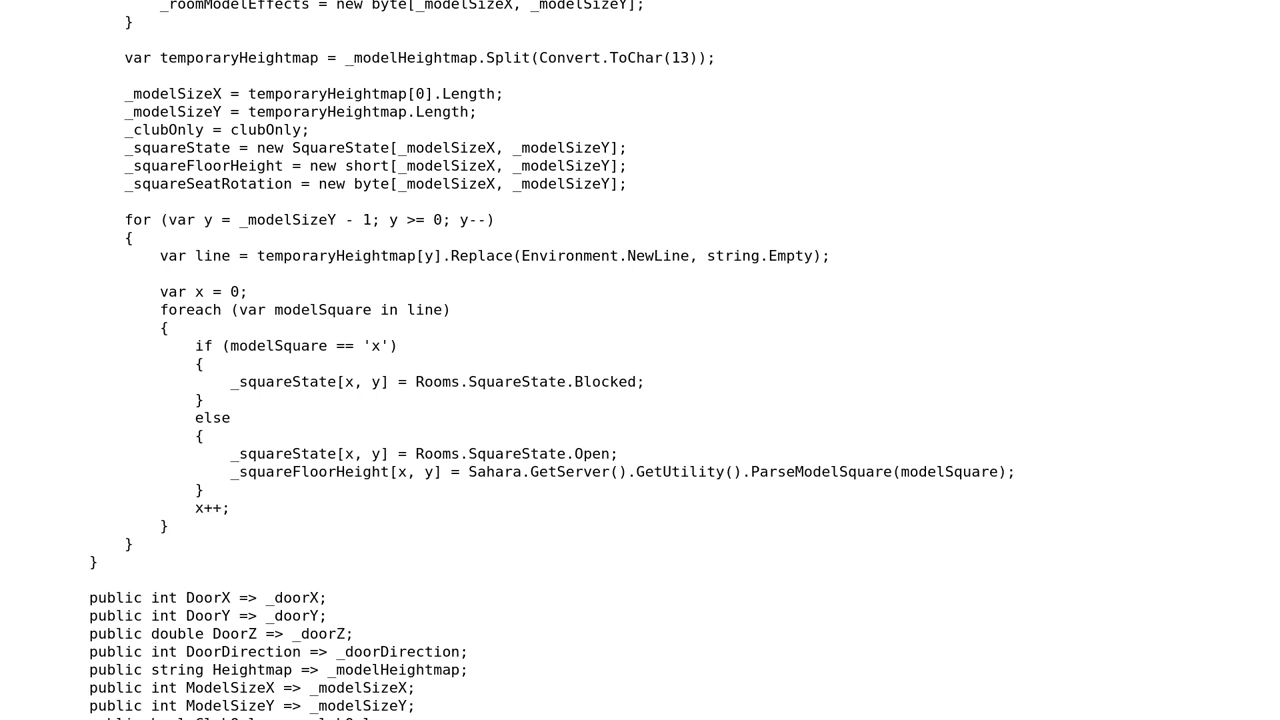 _roomModelEffects = new byte[_modelSizeX, _modelSizeY];
}
var temporaryHeightmap = _modelHeightmap.Split(Convert.ToChar(13));
_modelSizeX = temporaryHeightmap[0].Length;
_modelSizeY = temporaryHeightmap.Length;
_clubOnly = clubOnly;
_squareState = new SquareState[_modelSizeX, _modelSizeY];
_squareFloorHeight = new short[_modelSizeX, _modelSizeY];
_squareSeatRotation = new byte[_modelSizeX, _modelSizeY];
for (var y = _modelSizeY - 1; y >= 0; y--)
{
var line = temporaryHeightmap[y].Replace(Environment.NewLine, string.Empty);
var x = 0;
foreach (var modelSquare in line)
{
if (modelSquare == 'x')
{
_squareState[x, y] = Rooms.SquareState.Blocked;
}
else
{
_squareState[x, y] = Rooms.SquareState.Open;
_squareFloorHeight[x, y] = Sahara.GetServer().GetUtility().ParseModelSquare(modelSquare);
}
x++;
}
}
}
public int DoorX => _doorX;
public int DoorY => _doorY;
public double DoorZ => _doorZ;
public int DoorDirection => _doorDirection;
public string Heightmap => _modelHeightmap;
public int ModelSizeX => _modelSizeX;
public int ModelSizeY => _modelSizeY;